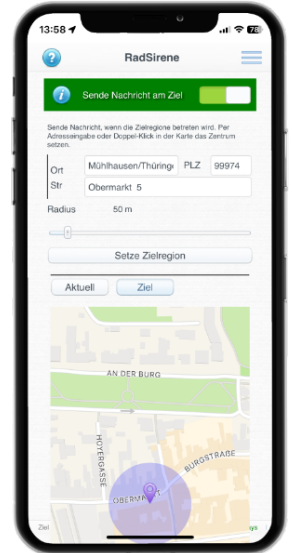 13:58
78
RadSirene
Sende Nachricht am Ziel
Sende Nachricht, wenn die Zielregione betreten wird. Per
Adresseingabe oder Doppel-Klick in der Karte das Zentrum
setzen.
Ort Mühlhausen/Thüringe PLZ 99974
Str Obermarkt 5
Radius 50 m
Setze Zielregion
Aktuell Ziel
AN DER BURG
HOYERGASSE
BURGSTRAßE
OBERMARKT
Ziel